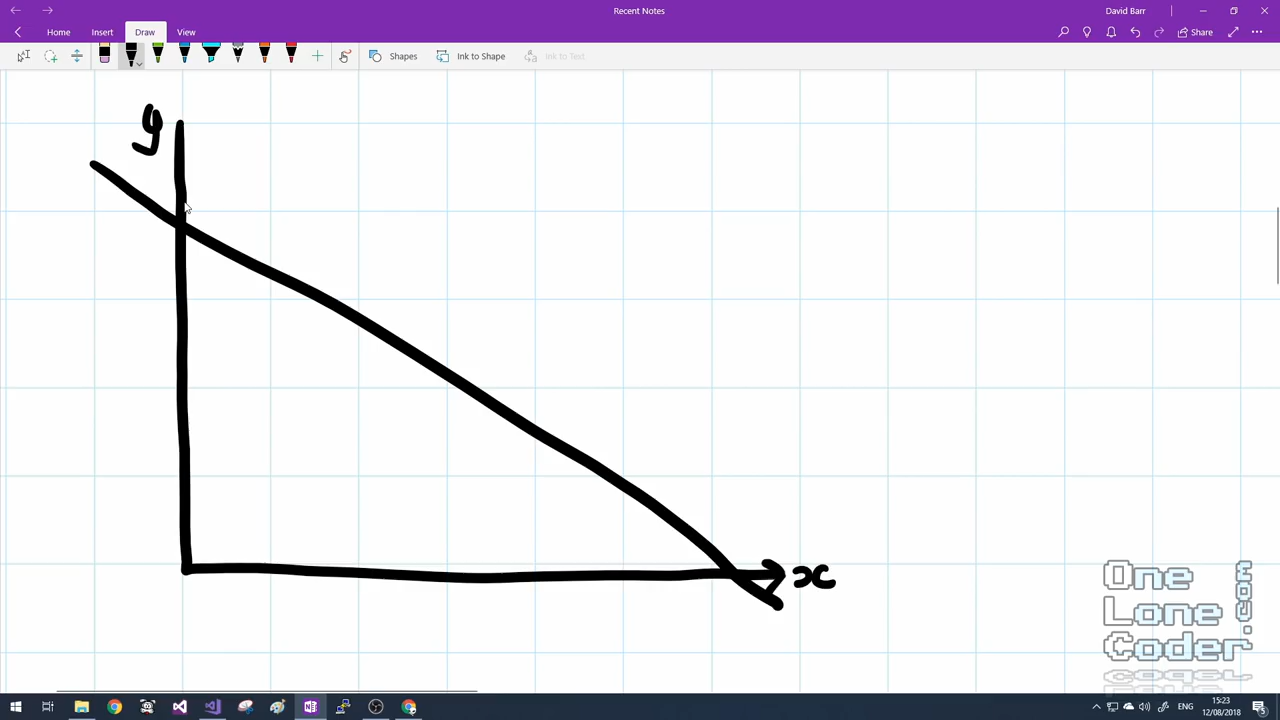 Recent Notes
David Barr
Home Insert Draw View
Share
Shapes Ink to Shape Ink to Text
y
x
One
Lone
Coder
.com
ENG
15:23
12/08/2018